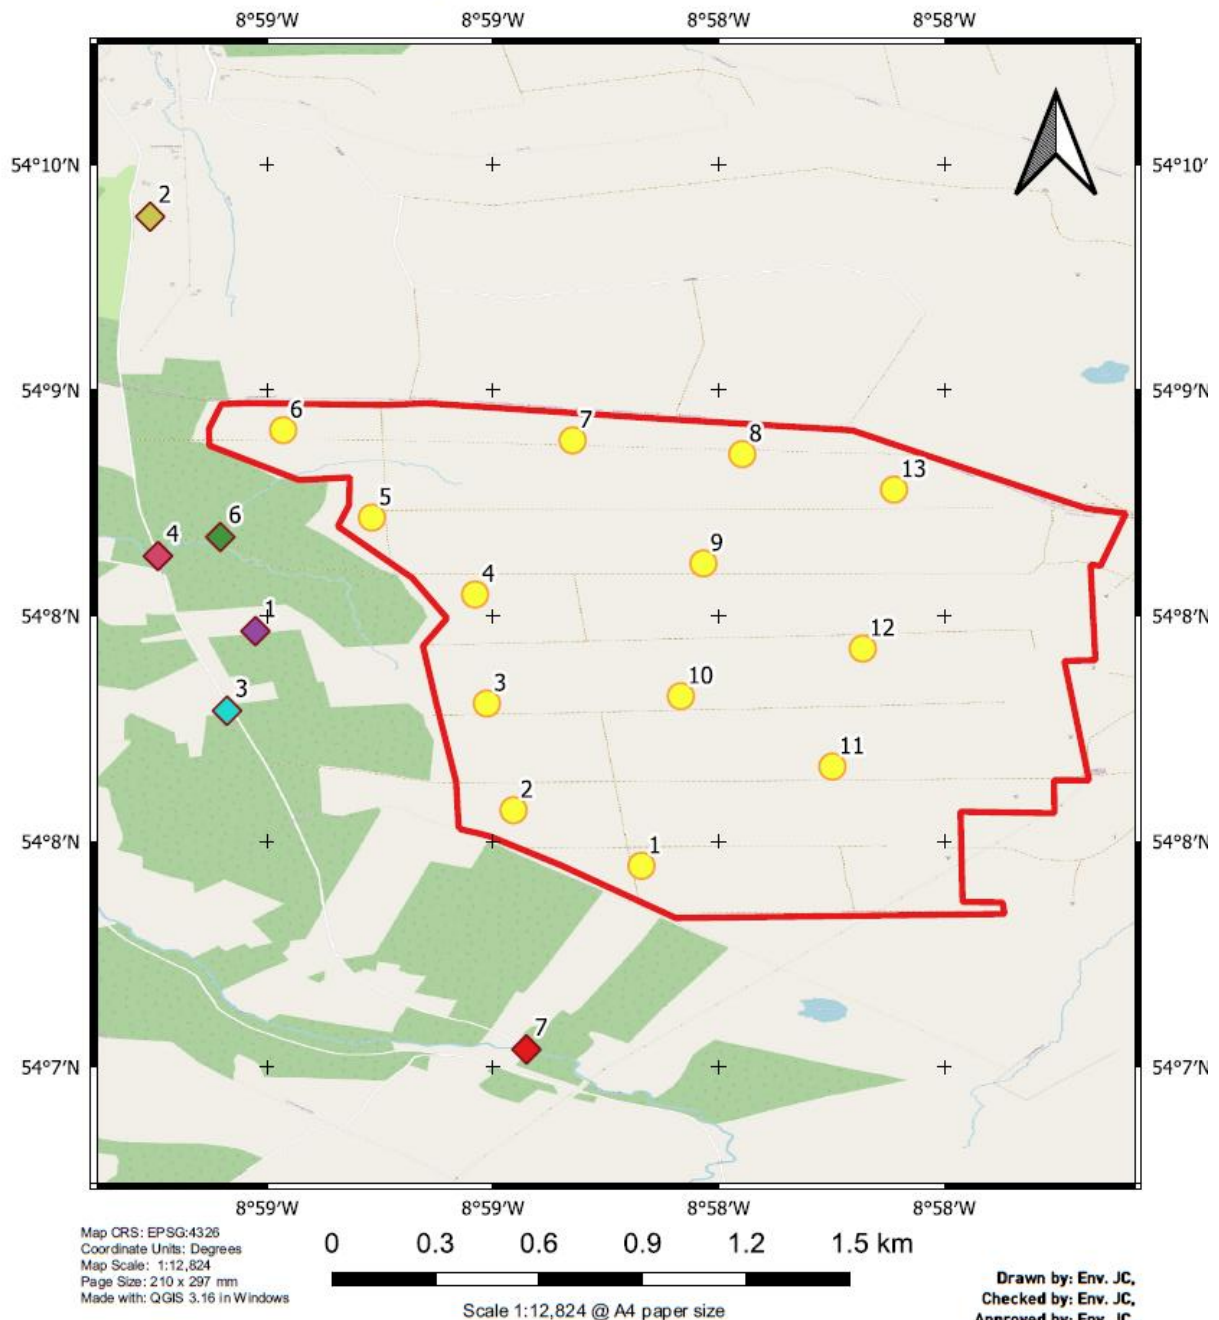 8°59'W 8°59'W 8°58'W 8°58'W
54°10'N 54°10'
2
54°9'N 54°9'N
6
7
8
13
5
6
4
9
4
54°8'N 54°8'N
1
12
3
10
3
11
2
54°8'N 54°8'N
1
7
54°7'N 54°7'N
8°59'W 8°59'W 8°58'W 8°58'W
Map CRS: EPSG:4326
Coordinate Units: Degrees
Map Scale: 1:12,824
Page Size: 210 x 297 mm
Made with: QGIS 3.16 in Windows
0 0.3 0.6 0.9 1.2 1.5 km
Scale 1:12,824 @ A4 paper size
Drawn by: Env. JC,
Checked by: Env. JC,
Approved by: Env. JC